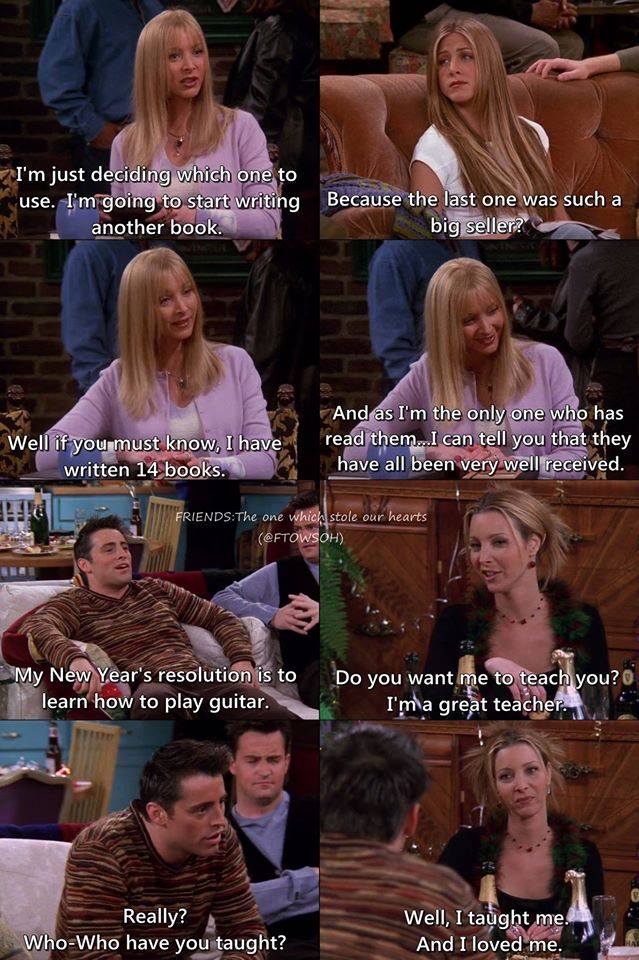 I'm just deciding which one to
use. I'm going to start writing
another book.
Because the last one was such a
big seller?
Well if you must know, I have
written 14 books.
And as I'm the only one who has
read them...I can tell you that they
have all been very well received.
FRIENDS:The one which stole our hearts
(@FTOWSOH)
My New Year's resolution is to
learn how to play guitar.
Do you want me to teach you?
I'm a great teacher.
Really?
Who-Who have you taught?
Well, I taught me.
And I loved me.